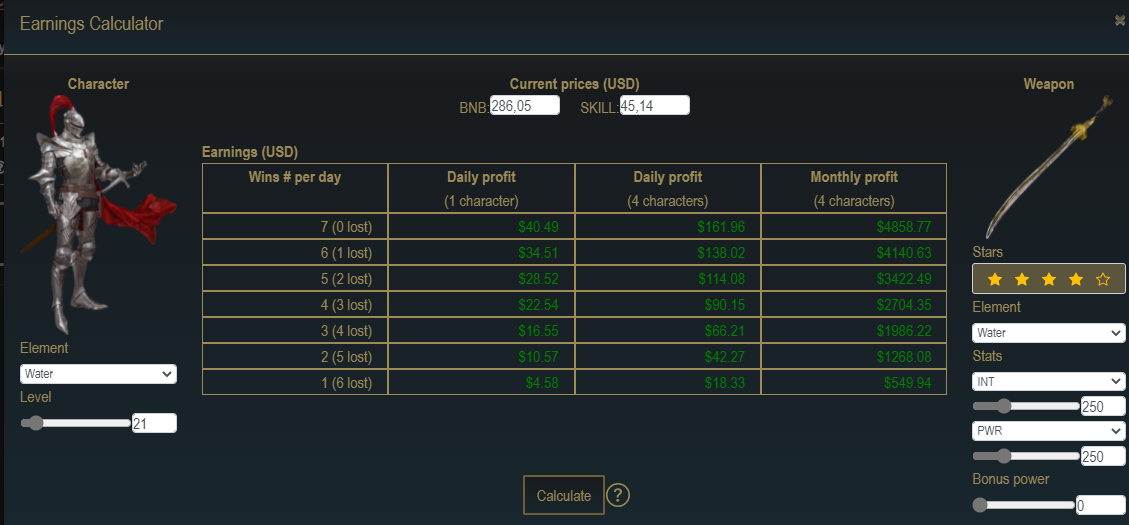 Earnings Calculator
Character
Current prices (USD)
Weapon
BNB: 286,05 SKILL: 45,14
Earnings (USD)
Wins # per day Daily profit Daily profit Monthly profit
(1 character) (4 characters) (4 characters)
7 (0 lost) $40.49 $161.96 $4858.77
6 (1 lost) $34.51 $138.02 $4140.63
5 (2 lost) $28.52 $114.08 $3422.49
4 (3 lost) $22.54 $90.15 $2704.35
3 (4 lost) $16.55 $66.21 $1986.22
2 (5 lost) $10.57 $42.27 $1268.08
1 (6 lost) $4.58 $18.33 $549.94
Element
Water
Level
21
Stars
Element
Water
Stats
INT
250
PWR
250
Bonus power
0
Calculate ?